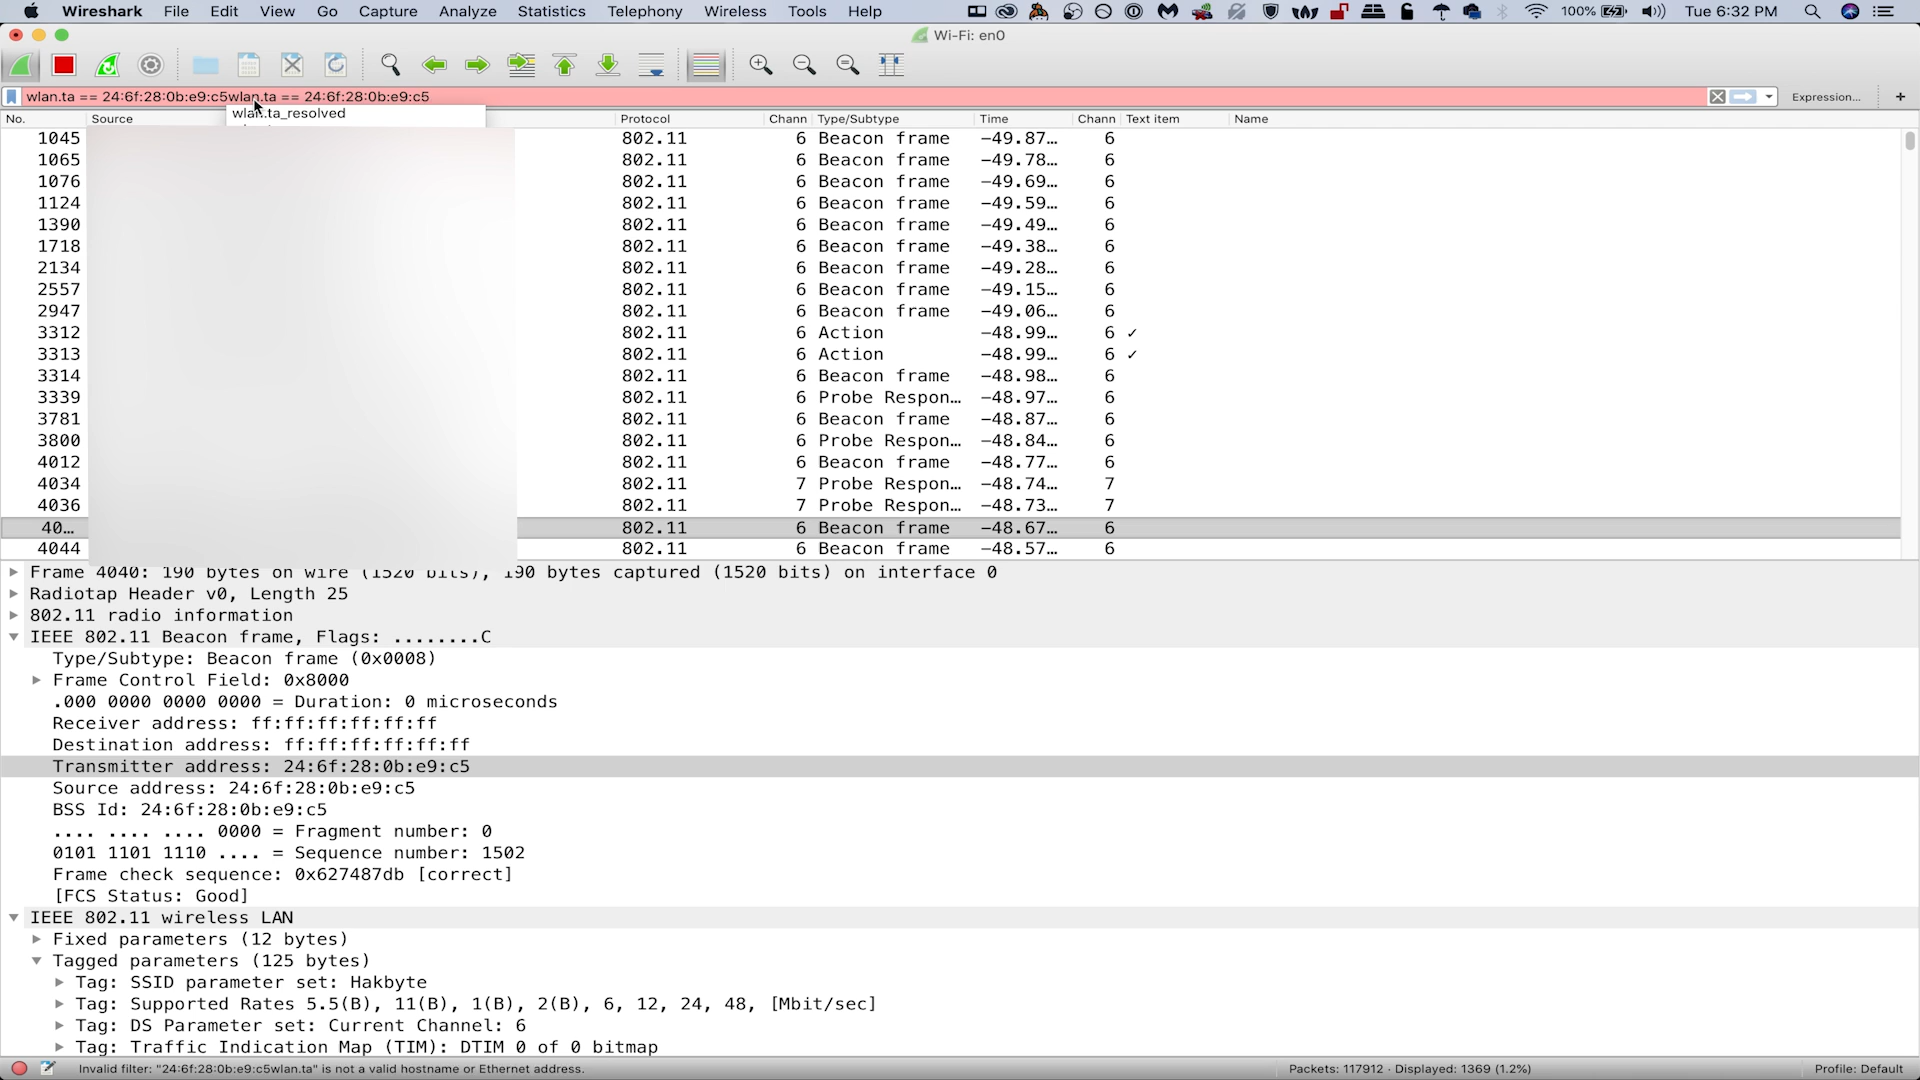 Wireshark File Edit View Go Capture Analyze Statistics Telephony Wireless Tools Help 100% Tue 6:32 PM
Wi-Fi: en0
wlan.ta == 24:6f:28:0b:e9:c5wlan.ta == 24:6f:28:0b:e9:c5 Expression... +
wlan.ta_resolved
No. Source Protocol Chann Type/Subtype Time Chann Text item Name
1045 802.11 6 Beacon frame -49.87… 6
1065 802.11 6 Beacon frame -49.78… 6
1076 802.11 6 Beacon frame -49.69… 6
1124 802.11 6 Beacon frame -49.59… 6
1390 802.11 6 Beacon frame -49.49… 6
1718 802.11 6 Beacon frame -49.38… 6
2134 802.11 6 Beacon frame -49.28… 6
2557 802.11 6 Beacon frame -49.15… 6
2947 802.11 6 Beacon frame -49.06… 6
3312 802.11 6 Action -48.99… 6 ✓
3313 802.11 6 Action -48.99… 6 ✓
3314 802.11 6 Beacon frame -48.98… 6
3339 802.11 6 Probe Respon… -48.97… 6
3781 802.11 6 Beacon frame -48.87… 6
3800 802.11 6 Probe Respon… -48.84… 6
4012 802.11 6 Beacon frame -48.77… 6
4034 802.11 7 Probe Respon… -48.74… 7
4036 802.11 7 Probe Respon… -48.73… 7
40… 802.11 6 Beacon frame -48.67… 6
4044 802.11 6 Beacon frame -48.57… 6
Frame 4040: 190 bytes on wire (1520 bits), 190 bytes captured (1520 bits) on interface 0
Radiotap Header v0, Length 25
802.11 radio information
IEEE 802.11 Beacon frame, Flags: ........C
Type/Subtype: Beacon frame (0x0008)
Frame Control Field: 0x8000
.000 0000 0000 0000 = Duration: 0 microseconds
Receiver address: ff:ff:ff:ff:ff:ff
Destination address: ff:ff:ff:ff:ff:ff
Transmitter address: 24:6f:28:0b:e9:c5
Source address: 24:6f:28:0b:e9:c5
BSS Id: 24:6f:28:0b:e9:c5
.... .... .... 0000 = Fragment number: 0
0101 1101 1110 .... = Sequence number: 1502
Frame check sequence: 0x627487db [correct]
[FCS Status: Good]
IEEE 802.11 wireless LAN
Fixed parameters (12 bytes)
Tagged parameters (125 bytes)
Tag: SSID parameter set: Hakbyte
Tag: Supported Rates 5.5(B), 11(B), 1(B), 2(B), 6, 12, 24, 48, [Mbit/sec]
Tag: DS Parameter set: Current Channel: 6
Tag: Traffic Indication Map (TIM): DTIM 0 of 0 bitmap
Invalid filter: "24:6f:28:0b:e9:c5wlan.ta" is not a valid hostname or Ethernet address. Packets: 117912 · Displayed: 1369 (1.2%) Profile: Default